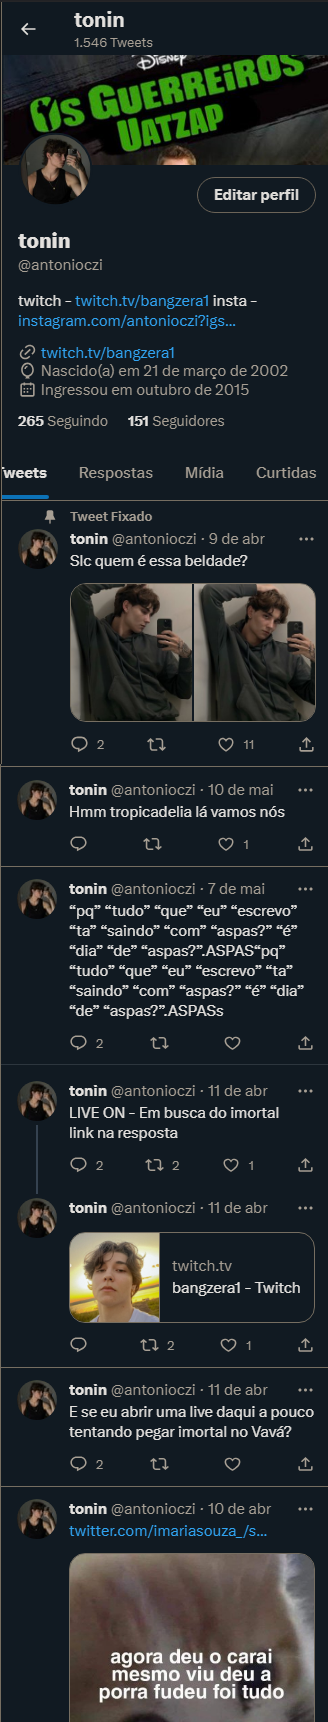 tonin
1.546 Tweets
DISNEY
OS GUERREIROS
UATZAP
Editar perfil
tonin
@antonioczi
twitch - twitch.tv/bangzera1 insta -
instagram.com/antonioczi?igs...
twitch.tv/bangzera1
Nascido(a) em 21 de março de 2002
Ingressou em outubro de 2015
265 Seguindo 151 Seguidores
Tweets Respostas Mídia Curtidas
Tweet Fixado
tonin @antonioczi · 9 de abr
Slc quem é essa beldade?
2 11
tonin @antonioczi · 10 de mai
Hmm tropicadelia lá vamos nós
1
tonin @antonioczi · 7 de mai
“pq” “tudo” “que” “eu” “escrevo”
“ta” “saindo” “com” “aspas?” “é”
“dia” “de” “aspas?”.ASPAS“pq”
“tudo” “que” “eu” “escrevo” “ta”
“saindo” “com” “aspas?” “é” “dia”
“de” “aspas?”.ASPASs
2
tonin @antonioczi · 11 de abr
LIVE ON - Em busca do imortal
link na resposta
2 2 1
tonin @antonioczi · 11 de abr
twitch.tv
bangzera1 - Twitch
2 1
tonin @antonioczi · 11 de abr
E se eu abrir uma live daqui a pouco
tentando pegar imortal no Vavá?
2
tonin @antonioczi · 10 de abr
twitter.com/imariasouza_/s...
agora deu o carai
mesmo viu deu a
porra fudeu foi tudo